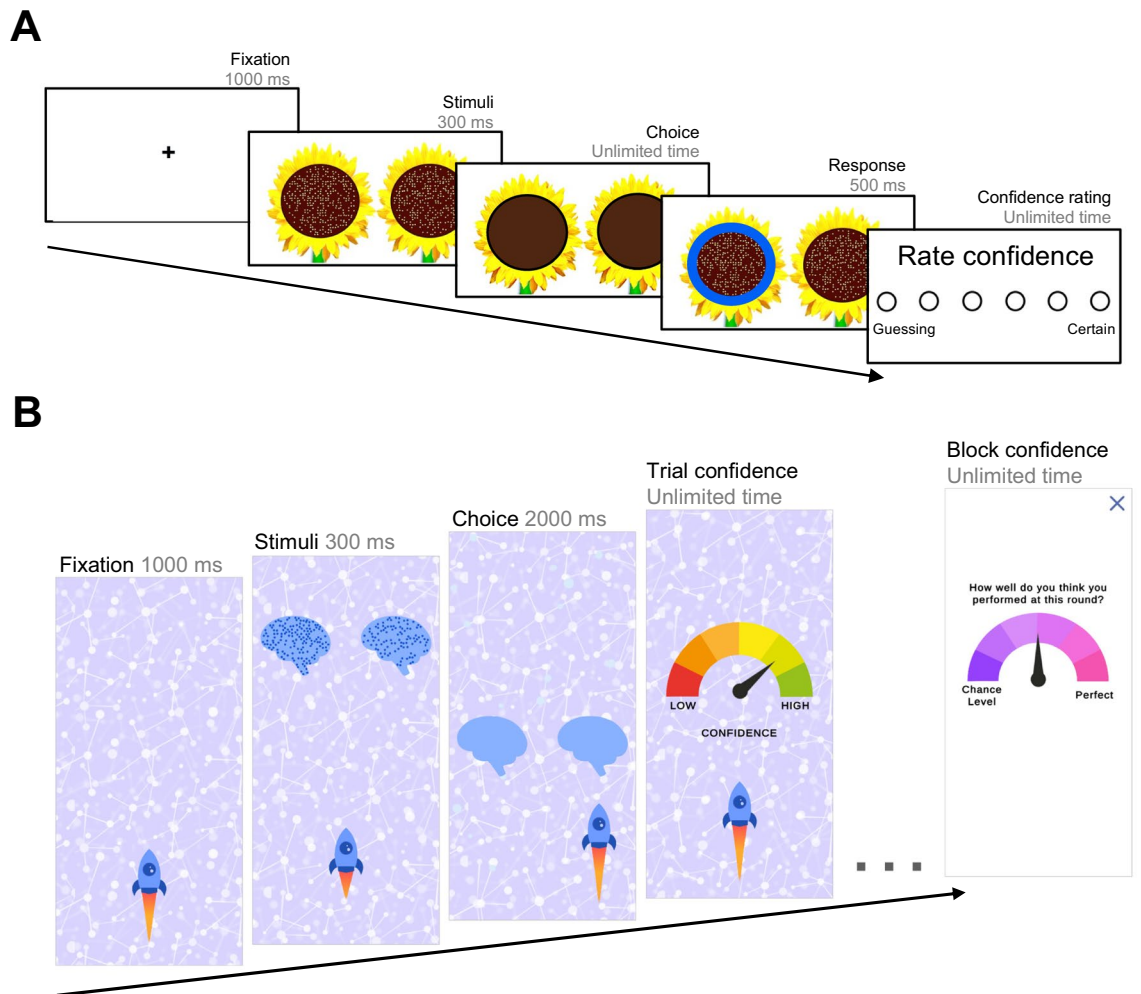 A
Fixation
1000 ms
Stimuli
300 ms
Choice
Unlimited time
Response
500 ms
Confidence rating
Unlimited time
Rate confidence
Guessing
Certain
B
Fixation 1000 ms
Stimuli 300 ms
Choice 2000 ms
Trial confidence
Unlimited time
LOW
HIGH
CONFIDENCE
Block confidence
Unlimited time
How well do you think you
performed at this round?
Chance
Level
Perfect